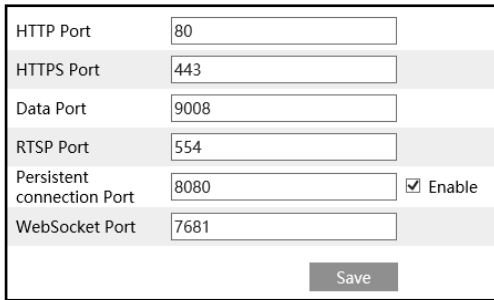 HTTP Port 80
HTTPS Port 443
Data Port 9008
RTSP Port 554
Persistent
connection Port 8080 Enable
WebSocket Port 7681
Save